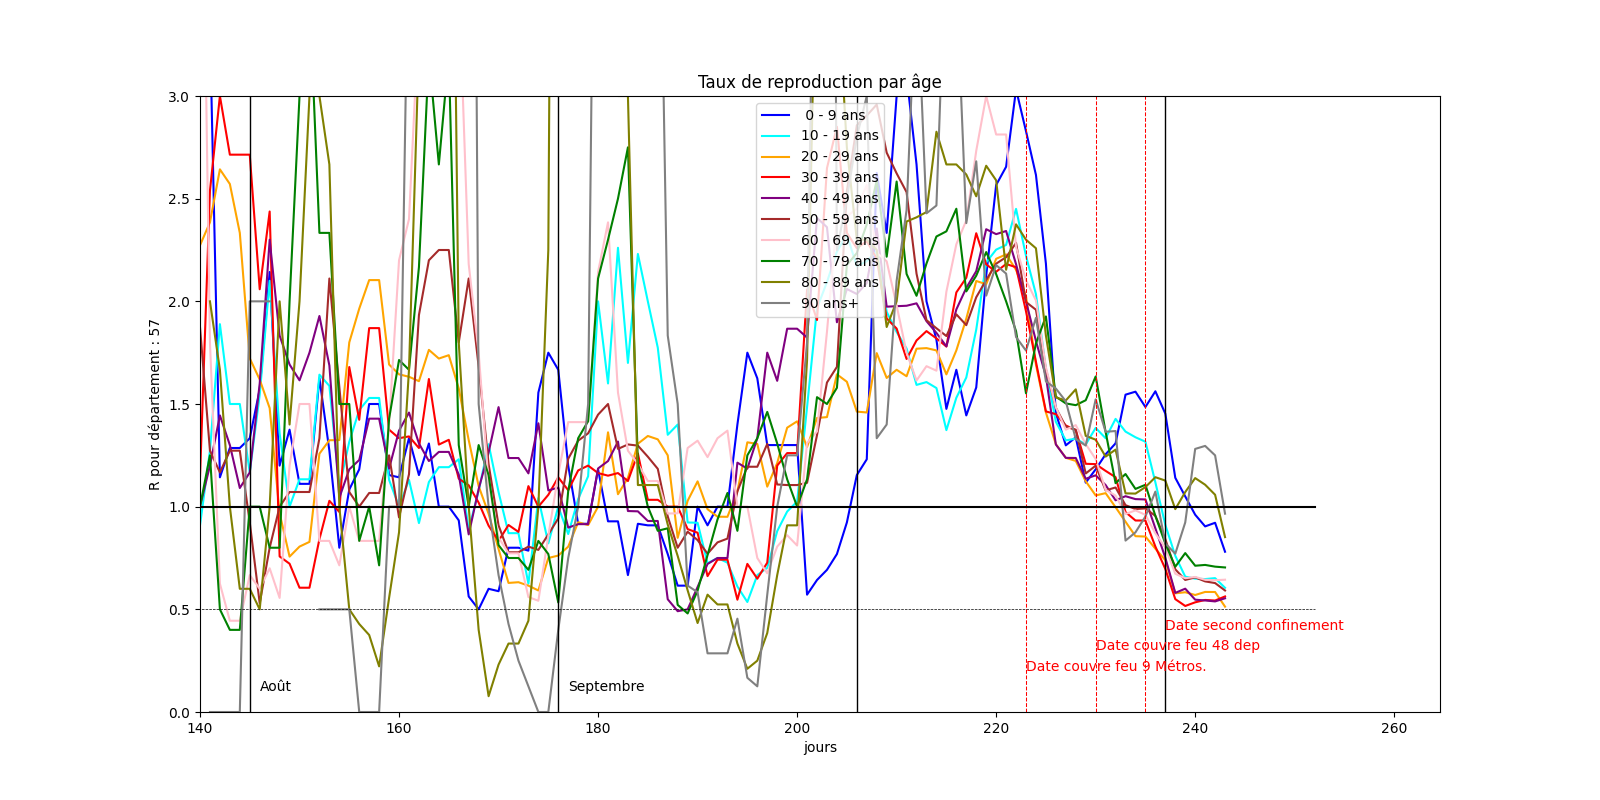 Taux de reproduction par âge
R pour département : 57
3.0
2.5
2.0
1.5
1.0
0.5
0.0
0 - 9 ans
10 - 19 ans
20 - 29 ans
30 - 39 ans
40 - 49 ans
50 - 59 ans
60 - 69 ans
70 - 79 ans
80 - 89 ans
90 ans+
Date second confinement
Date couvre feu 48 dep
Date couvre feu 9 Métros.
Août
Septembre
140
160
180
200
220
240
260
jours